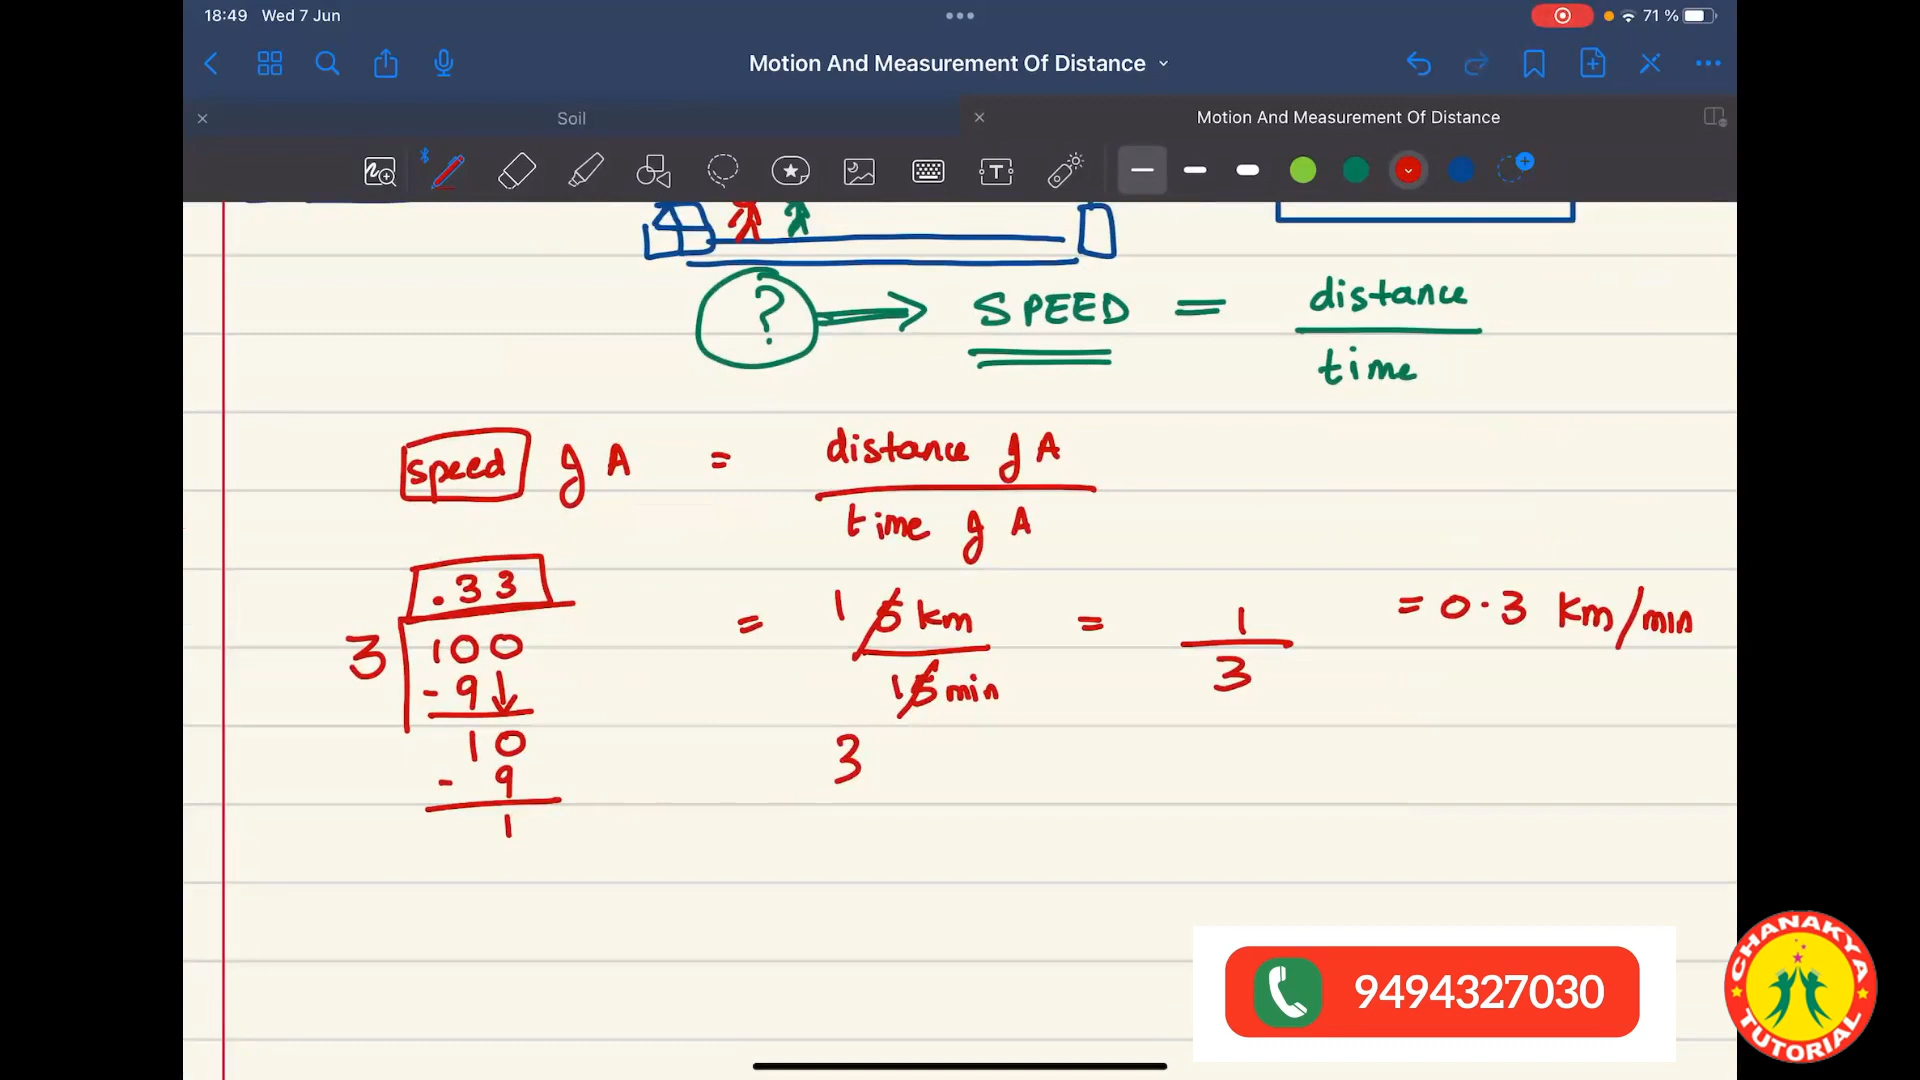 18:49 Wed 7 Jun
71 %
Motion And Measurement Of Distance
Soil
Motion And Measurement Of Distance
T
? SPEED = distance
time
speed of A = distance of A
time of A
.33
3 100
- 9
10
- 9
1
= 1 5 km = 1 = 0.3 Km/min
15 min 3
3
9494327030
CHANAKYA
TUTORIAL